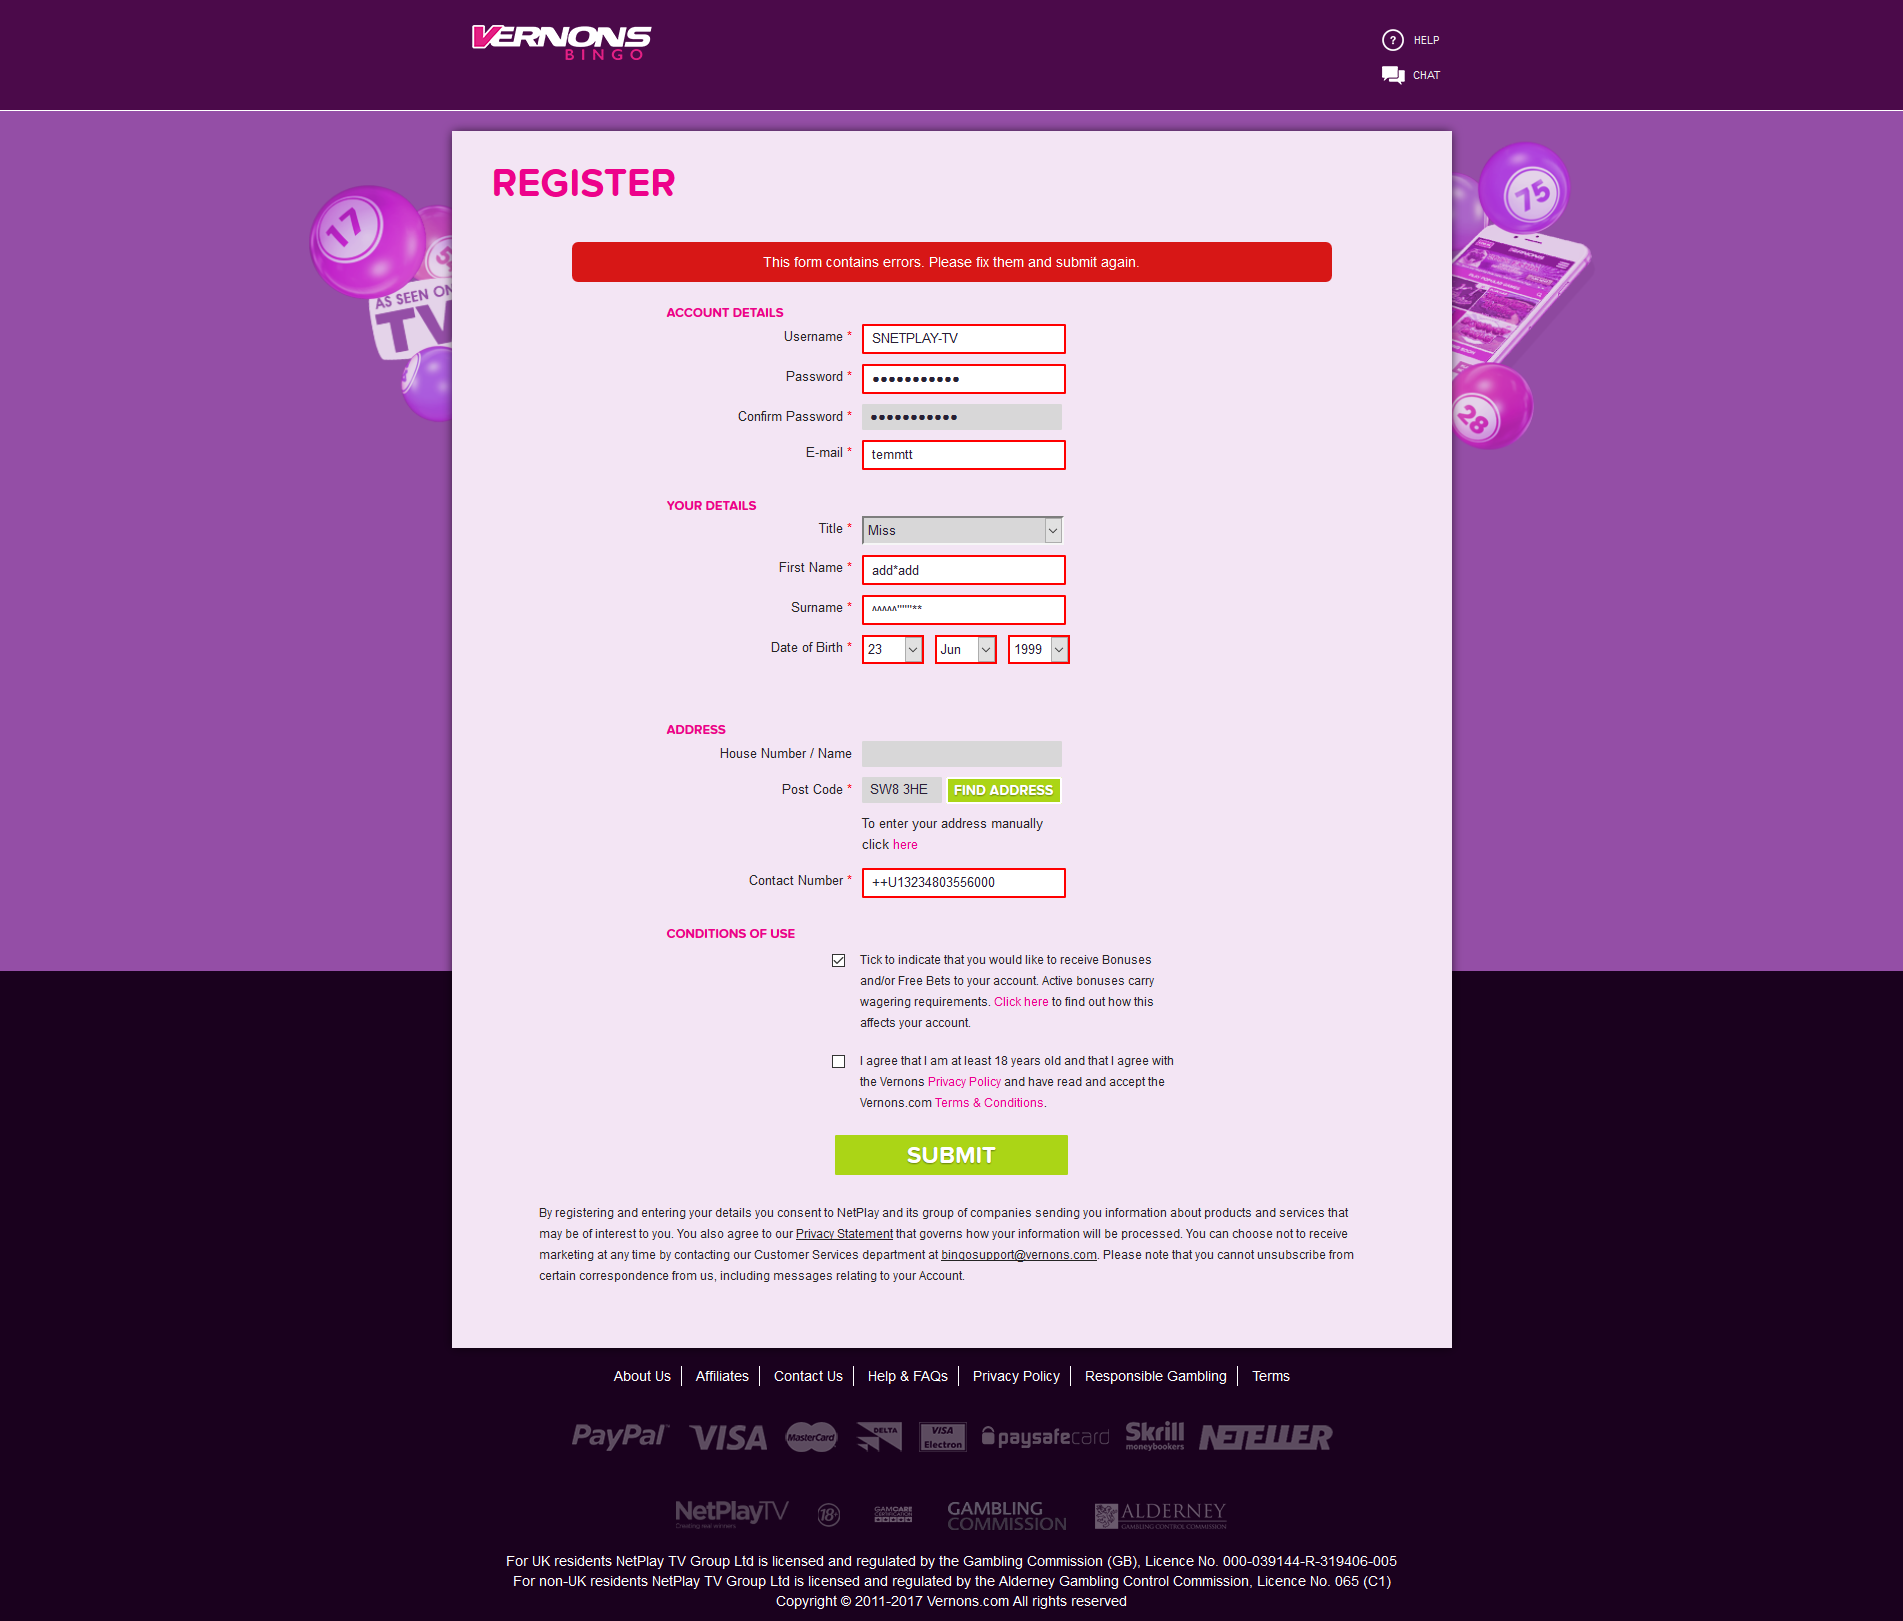 VERNONS
BINGO
HELP
CHAT
REGISTER
17
AS SEEN ON
TV
75
28
This form contains errors. Please fix them and submit again.
ACCOUNT DETAILS
Username * SNETPLAY-TV
Password * ●●●●●●●●●●●
Confirm Password * ●●●●●●●●●●●
E-mail * temmtt
YOUR DETAILS
Title * Miss
First Name * add*add
Surname * ^^^^^"""**
Date of Birth * 23 Jun 1999
ADDRESS
House Number / Name
Post Code * SW8 3HE FIND ADDRESS
To enter your address manually
click here
Contact Number * ++U13234803556000
CONDITIONS OF USE
Tick to indicate that you would like to receive Bonuses
and/or Free Bets to your account. Active bonuses carry
wagering requirements. Click here to find out how this
affects your account.
I agree that I am at least 18 years old and that I agree with
the Vernons Privacy Policy and have read and accept the
Vernons.com Terms & Conditions.
SUBMIT
By registering and entering your details you consent to NetPlay and its group of companies sending you information about products and services that
may be of interest to you. You also agree to our Privacy Statement that governs how your information will be processed. You can choose not to receive
marketing at any time by contacting our Customer Services department at bingosupport@vernons.com. Please note that you cannot unsubscribe from
certain correspondence from us, including messages relating to your Account.
About Us Affiliates Contact Us Help & FAQs Privacy Policy Responsible Gambling Terms
PayPal VISA MasterCard DELTA VISA Electron paysafecard Skrill moneybookers NETELLER
NetPlayTV Creating real winners 18+ GAMCARE CERTIFICATION GAMBLING COMMISSION ALDERNEY GAMBLING CONTROL COMMISSION
For UK residents NetPlay TV Group Ltd is licensed and regulated by the Gambling Commission (GB), Licence No. 000-039144-R-319406-005
For non-UK residents NetPlay TV Group Ltd is licensed and regulated by the Alderney Gambling Control Commission, Licence No. 065 (C1)
Copyright © 2011-2017 Vernons.com All rights reserved